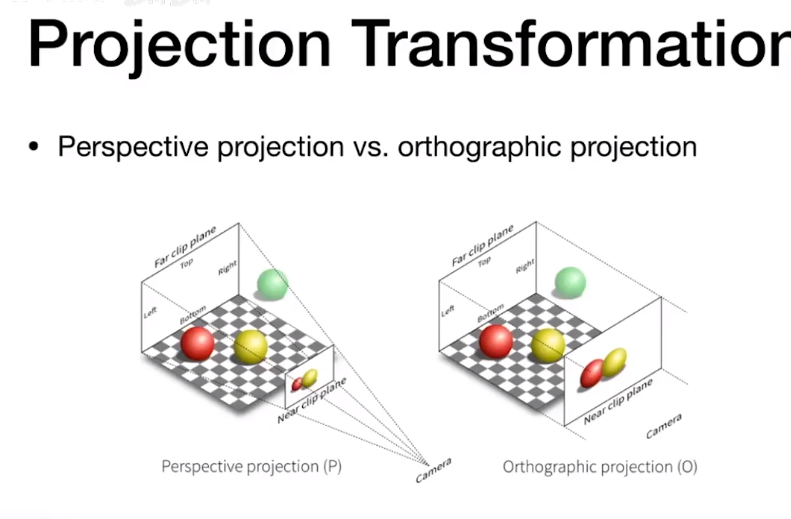 Projection Transformation
• Perspective projection vs. orthographic projection
Far clip plane
Top
Right
Left
Bottom
Near clip plane
Camera
Perspective projection (P)
Far clip plane
Top
Right
Left
Bottom
Near clip plane
Camera
Orthographic projection (O)